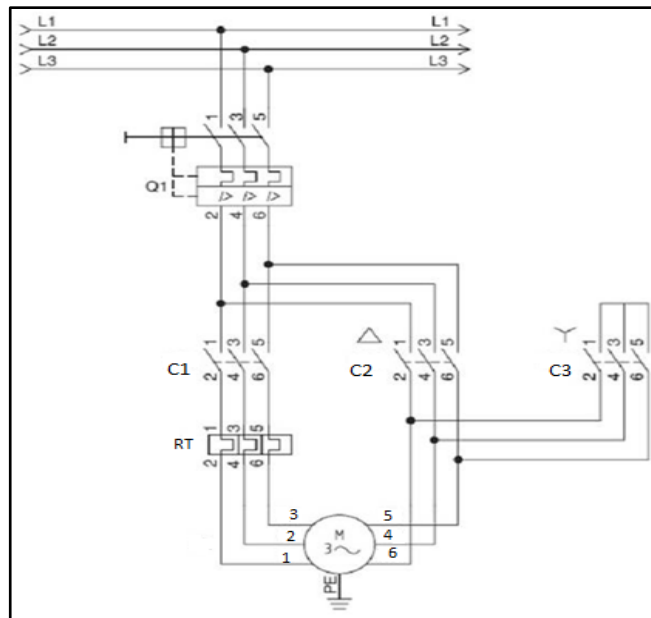 L1 L1
L2 L2
L3 L3
1 3 5
Q1
2 4 6
1 3 5
1 3 5
1 3 5
C1
C2
C3
2 4 6
2 4 6
2 4 6
1 3 5
RT
2 4 6
3 5
M
2 4
3
1 6
PE